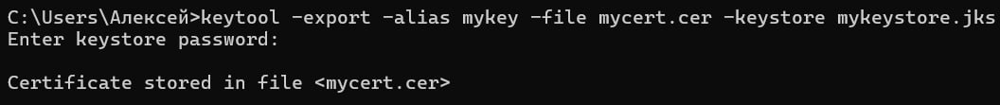 C:\Users\Алексей>keytool -export -alias mykey -file mycert.cer -keystore mykeystore.jks
Enter keystore password:
Certificate stored in file <mycert.cer>